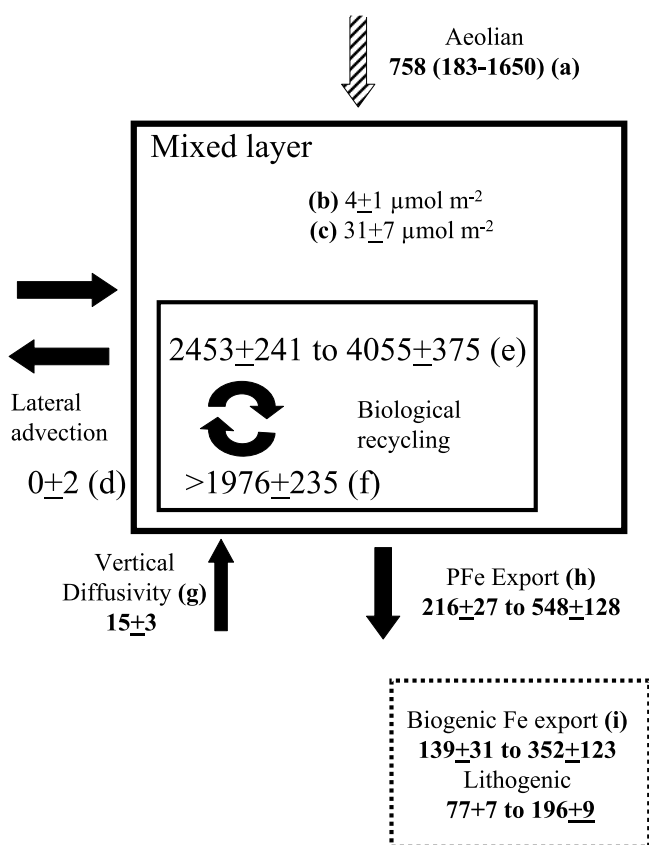 Aeolian
758 (183-1650) (a)
Mixed layer
(b) 4±1 µmol m-2
(c) 31±7 µmol m-2
2453±241 to 4055±375 (e)
Biological
recycling
>1976±235 (f)
Lateral
advection
0±2 (d)
Vertical
Diffusivity (g)
15±3
PFe Export (h)
216±27 to 548±128
Biogenic Fe export (i)
139±31 to 352±123
Lithogenic
77+7 to 196±9